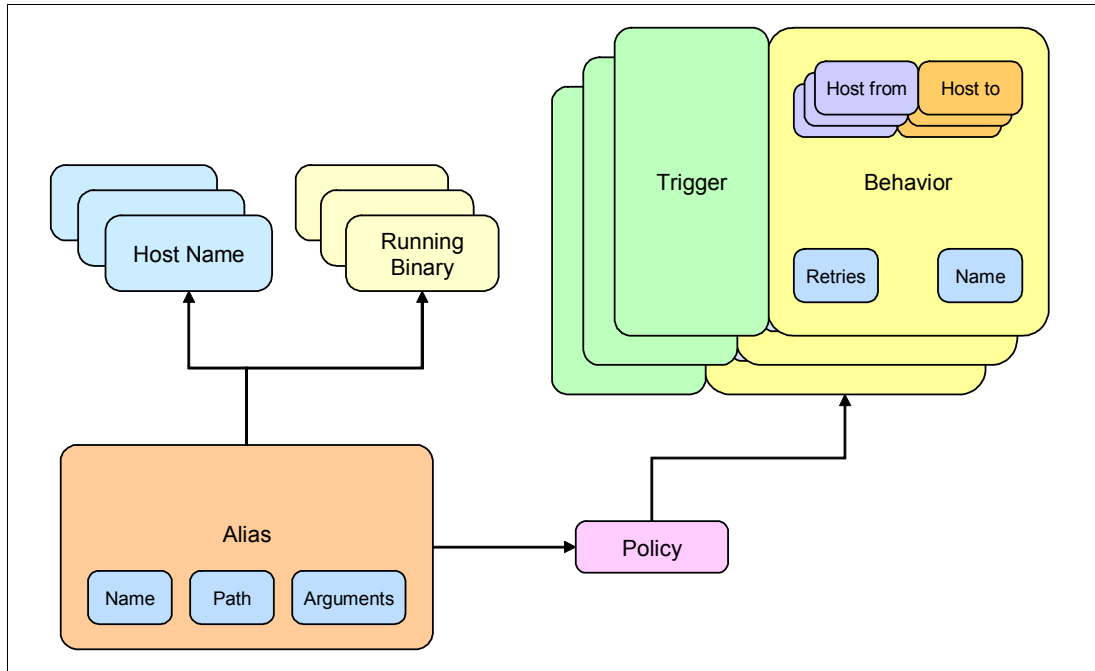 Host from
Host to
Trigger
Behavior
Host Name
Running
Binary
Retries
Name
Alias
Policy
Name
Path
Arguments